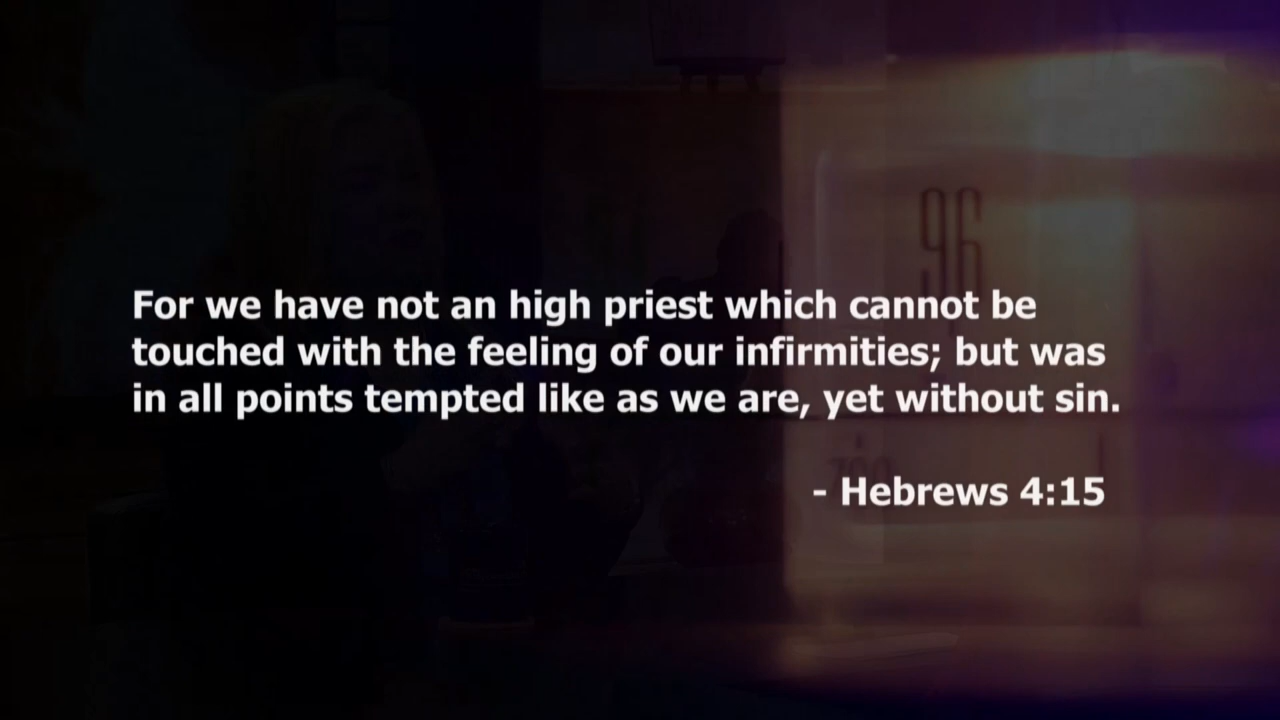 96
For we have not an high priest which cannot be
touched with the feeling of our infirmities; but was
in all points tempted like as we are, yet without sin.
- Hebrews 4:15